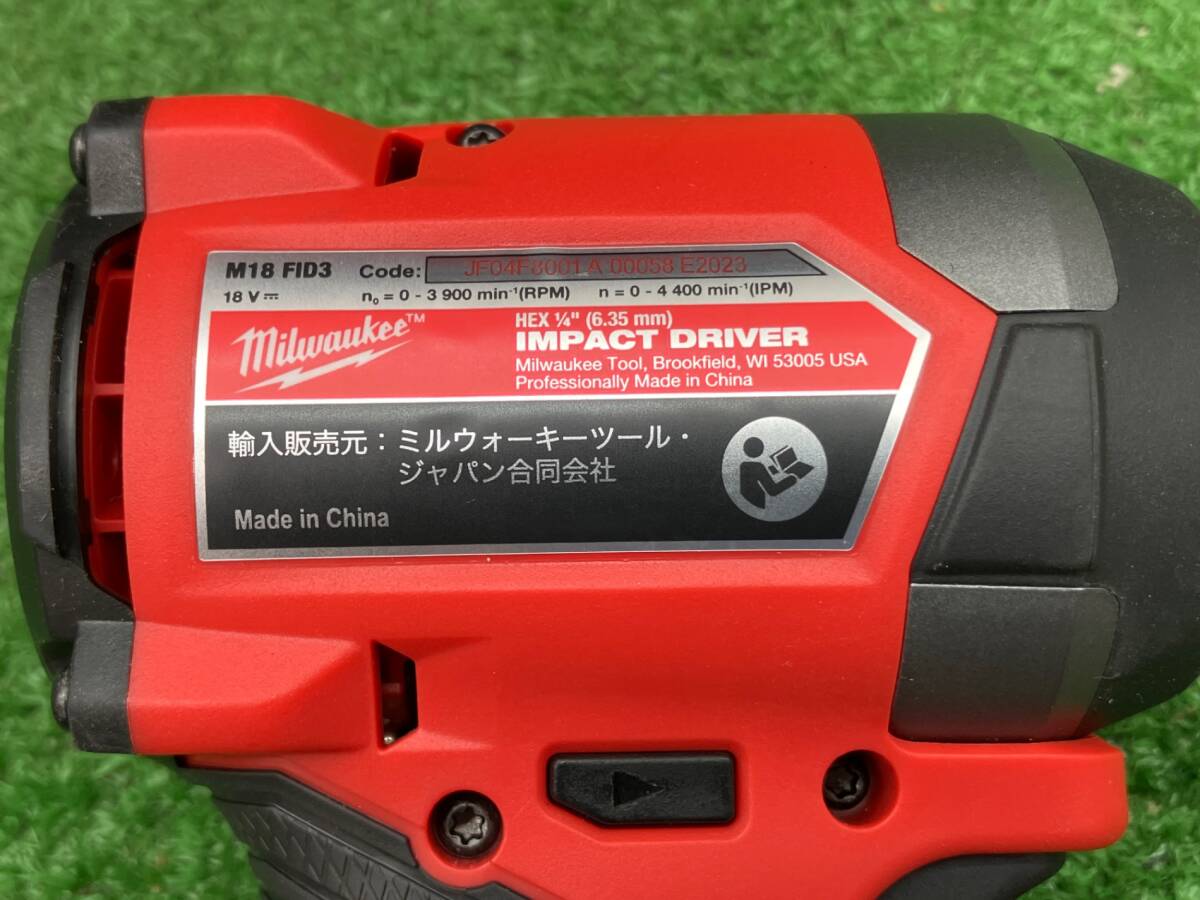 M18 FID3 Code: JF04F8001 A 00058 E2023
18 V⎓ n₀ = 0 - 3 900 min⁻¹(RPM) n = 0 - 4 400 min⁻¹(IPM)
Milwaukee™
HEX ¼" (6.35 mm)
IMPACT DRIVER
Milwaukee Tool, Brookfield, WI 53005 USA
Professionally Made in China
輸入販売元：ミルウォーキーツール・
ジャパン合同会社
Made in China